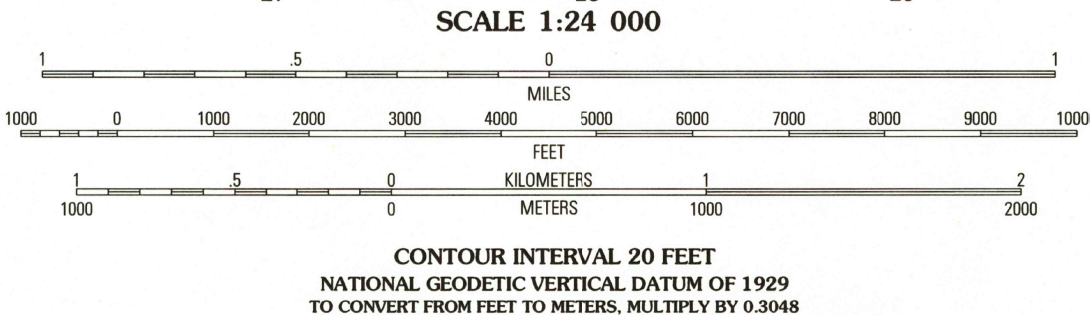 SCALE 1:24 000
1 .5 0 1
MILES
1000 0 1000 2000 3000 4000 5000 6000 7000 8000 9000 1000
FEET
1 .5 0 KILOMETERS 1 2
1000 0 METERS 1000 2000
CONTOUR INTERVAL 20 FEET
NATIONAL GEODETIC VERTICAL DATUM OF 1929
TO CONVERT FROM FEET TO METERS, MULTIPLY BY 0.3048